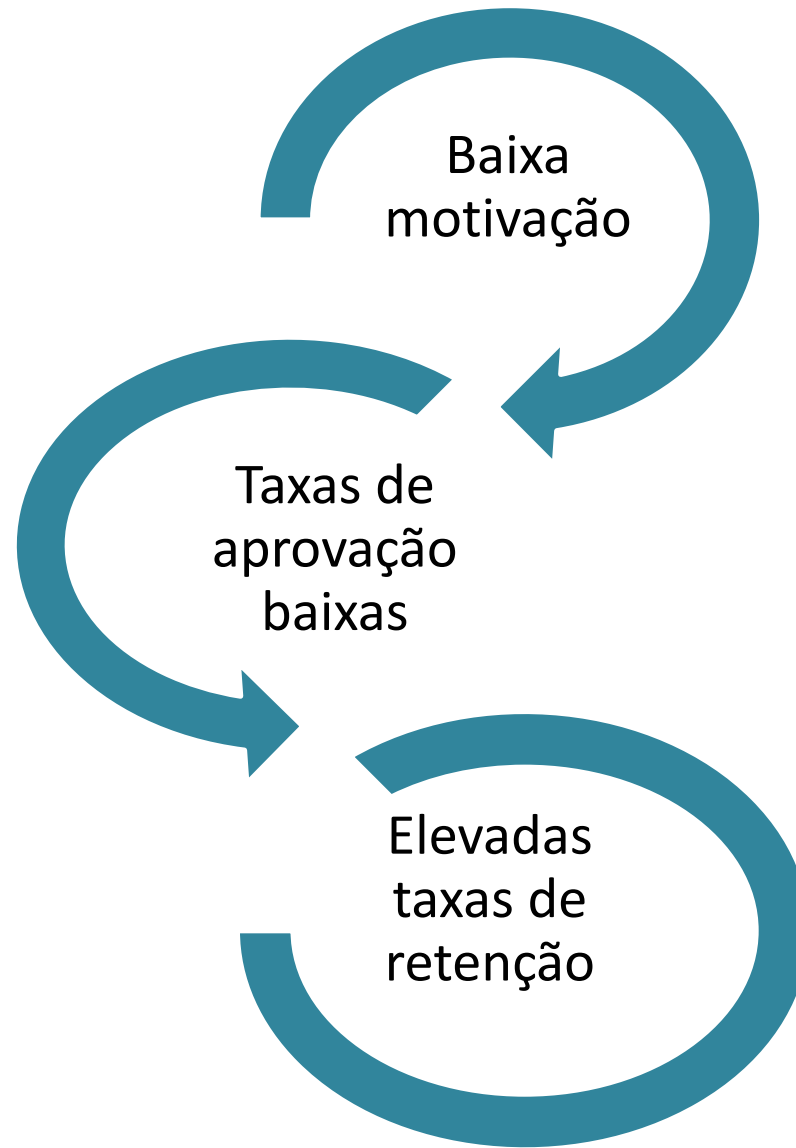 Baixa
motivação
Taxas de
aprovação
baixas
Elevadas
taxas de
retenção